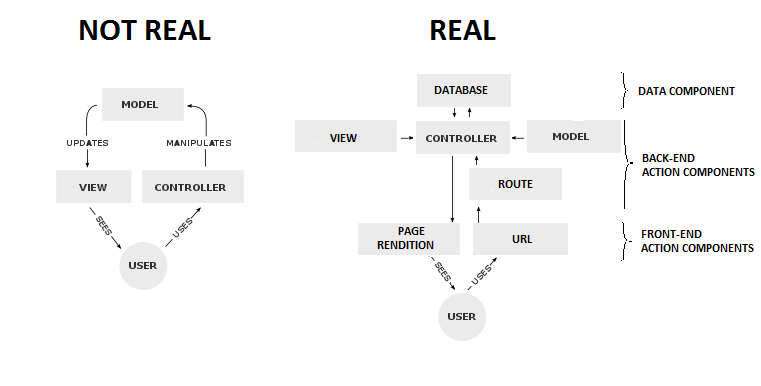 NOT REAL
MODEL
UPDATES
MANIPULATES
VIEW
CONTROLLER
SEES
USES
USER
REAL
DATABASE
DATA COMPONENT
VIEW
CONTROLLER
MODEL
BACK-END
ACTION COMPONENTS
ROUTE
PAGE
RENDITION
URL
FRONT-END
ACTION COMPONENTS
SEES
USES
USER